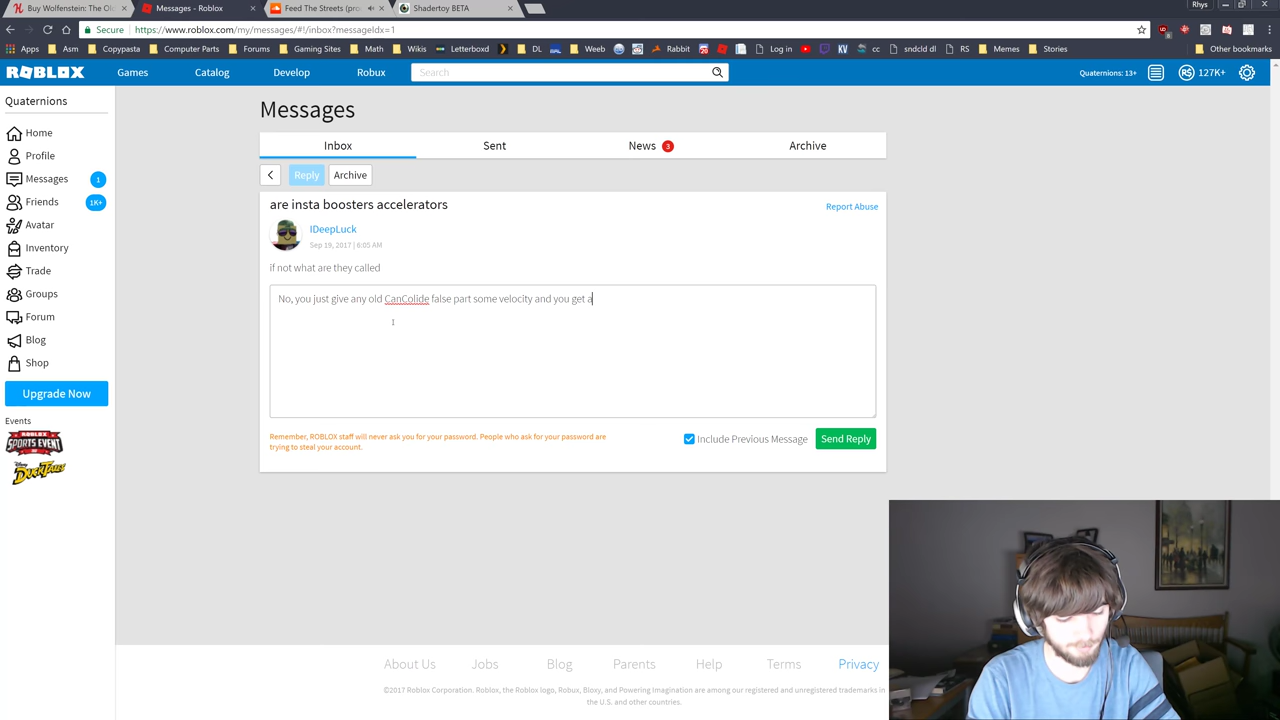 Buy Wolfenstein: The Ol
Messages - Roblox
Feed The Streets (pro
Shadertoy BETA
Rhys
Secure
https://www.roblox.com/my/messages/#!/inbox?messageIdx=1
Apps
Asm
Copypasta
Computer Parts
Forums
Gaming Sites
Math
Wikis
Letterboxd
DL
Weeb
Rabbit
Log in
KV
cc
sndcld dl
RS
Memes
Stories
Other bookmarks
ROBLOX
Games
Catalog
Develop
Robux
Search
Quaternions: 13+
R$
127K+
Quaternions
Home
Profile
Messages 1
Friends 1K+
Avatar
Inventory
Trade
Groups
Forum
Blog
Shop
Upgrade Now
Events
ROBLOX
SPORTS EVENT
Disney
DUCKTALES
Messages
Inbox
Sent
News 3
Archive
Reply
Archive
are insta boosters accelerators
Report Abuse
IDeepLuck
Sep 19, 2017 | 6:05 AM
if not what are they called
No, you just give any old CanColide false part some velocity and you get a
Remember, ROBLOX staff will never ask you for your password. People who ask for your password are
trying to steal your account.
Include Previous Message
Send Reply
About Us
Jobs
Blog
Parents
Help
Terms
Privacy
©2017 Roblox Corporation. Roblox, the Roblox logo, Robux, Bloxy, and Powering Imagination are among our registered and unregistered trademarks in
the U.S. and other countries.